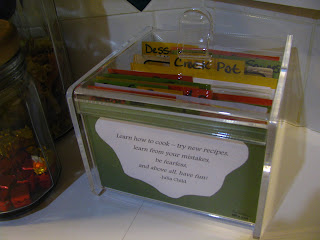 Dess
Crock Pot
Learn how to cook – try new recipes,
learn from your mistakes,
be fearless,
and above all, have fun!
Julia Child